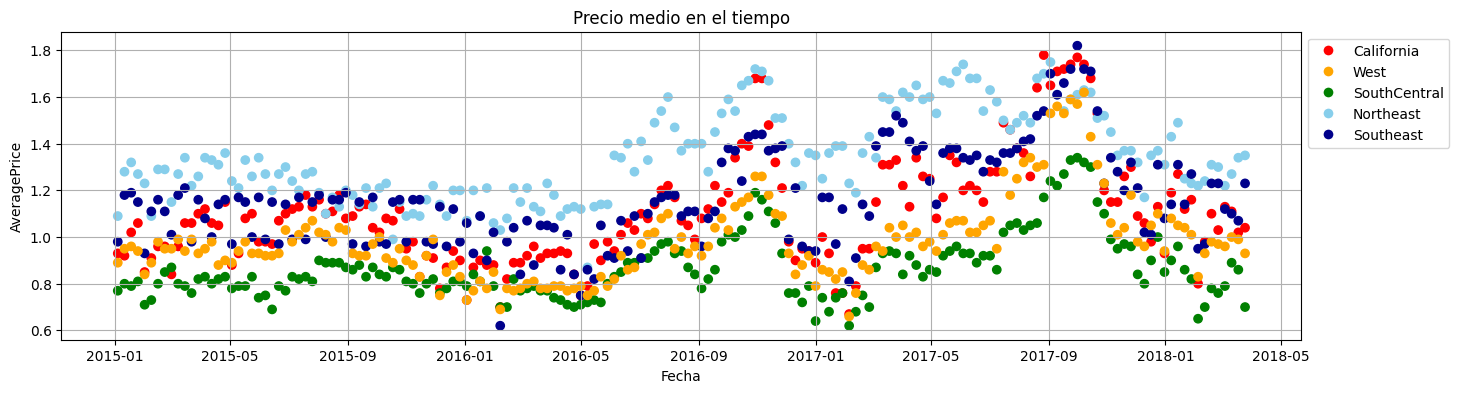 Precio medio en el tiempo
AveragePrice
1.8
1.6
1.4
1.2
1.0
0.8
0.6
2015-01 2015-05 2015-09 2016-01 2016-05 2016-09 2017-01 2017-05 2017-09 2018-01 2018-05
Fecha
California
West
SouthCentral
Northeast
Southeast